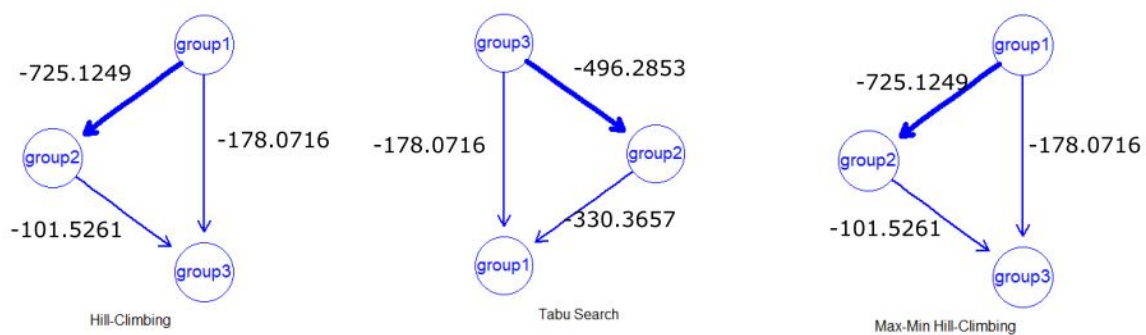 group1
-725.1249
group2
-178.0716
-101.5261
group3
Hill-Climbing
group3
-496.2853
-178.0716
group2
-330.3657
group1
Tabu Search
group1
-725.1249
group2
-178.0716
-101.5261
group3
Max-Min Hill-Climbing